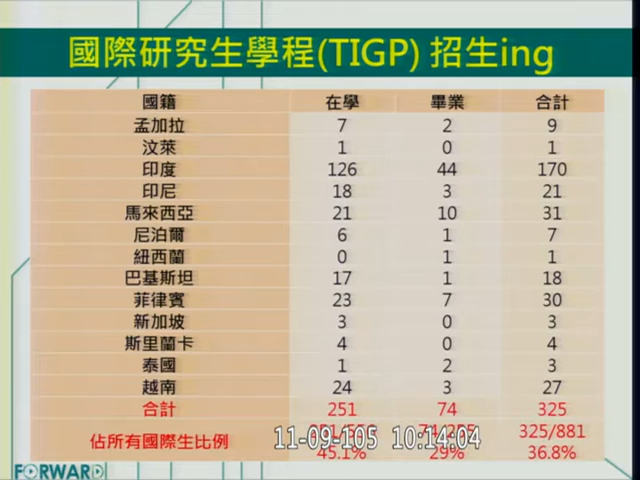 國際研究生學程(TIGP) 招生ing
國籍 在學 畢業 合計
孟加拉 7 2 9
汶萊 1 0 1
印度 126 44 170
印尼 18 3 21
馬來西亞 21 10 31
尼泊爾 6 1 7
紐西蘭 0 1 1
巴基斯坦 17 1 18
菲律賓 23 7 30
新加坡 3 0 3
斯里蘭卡 4 0 4
泰國 1 2 3
越南 24 3 27
合計 251 74 325
佔所有國際生比例 325/881
45.1% 29% 36.8%
11-09-105 10:14:04
FORWARD